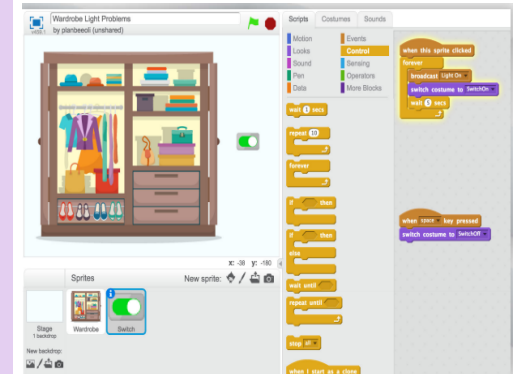 Wardrobe Light Problems
by planbeeoli (unshared)
Scripts Costumes Sounds
Motion Events
Looks Control
Sound Sensing
Pen Operators
Data More Blocks
wait 1 secs
repeat 10
forever
if then
if then
else
wait until
repeat until
stop all
when I start as a clone
when this sprite clicked
forever
broadcast Light On
switch costume to SwitchOn
wait 5 secs
when space key pressed
switch costume to SwitchOff
x: -38 y: -180
Sprites New sprite:
Stage
1 backdrop
Wardrobe
Switch
New backdrop: